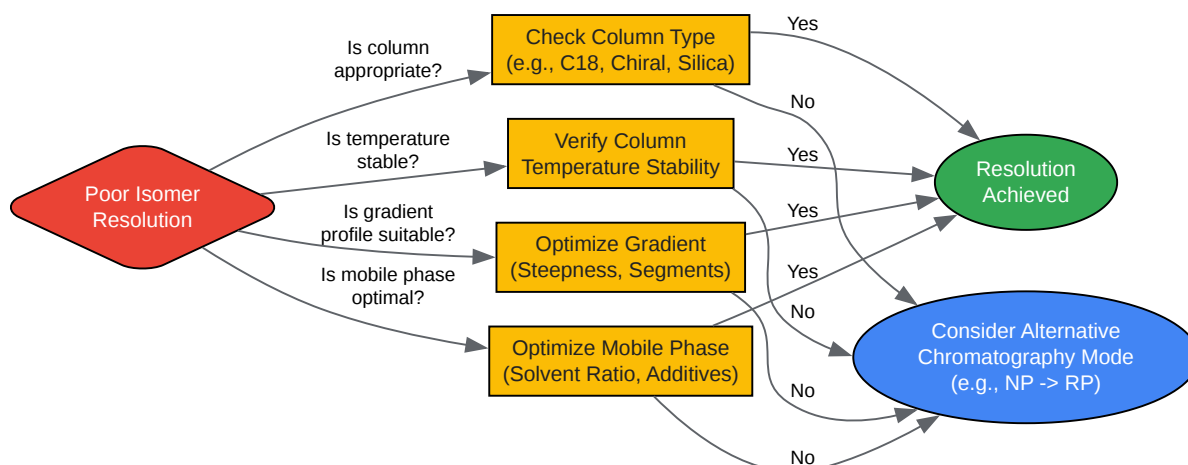 Poor Isomer
Resolution
Is column
appropriate?
Is temperature
stable?
Is gradient
profile suitable?
Is mobile phase
optimal?
Check Column Type
(e.g., C18, Chiral, Silica)
Verify Column
Temperature Stability
Optimize Gradient
(Steepness, Segments)
Optimize Mobile Phase
(Solvent Ratio, Additives)
Yes
No
Yes
Yes
Yes
No
No
No
Resolution
Achieved
Consider Alternative
Chromatography Mode
(e.g., NP -> RP)